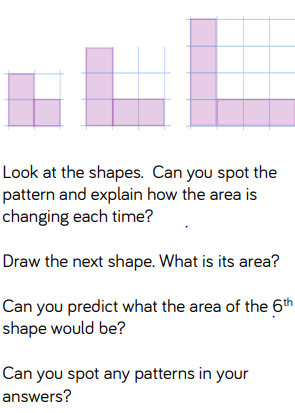 Look at the shapes.  Can you spot the
pattern and explain how the area is
changing each time?
Draw the next shape. What is its area?
Can you predict what the area of the 6th
shape would be?
Can you spot any patterns in your
answers?